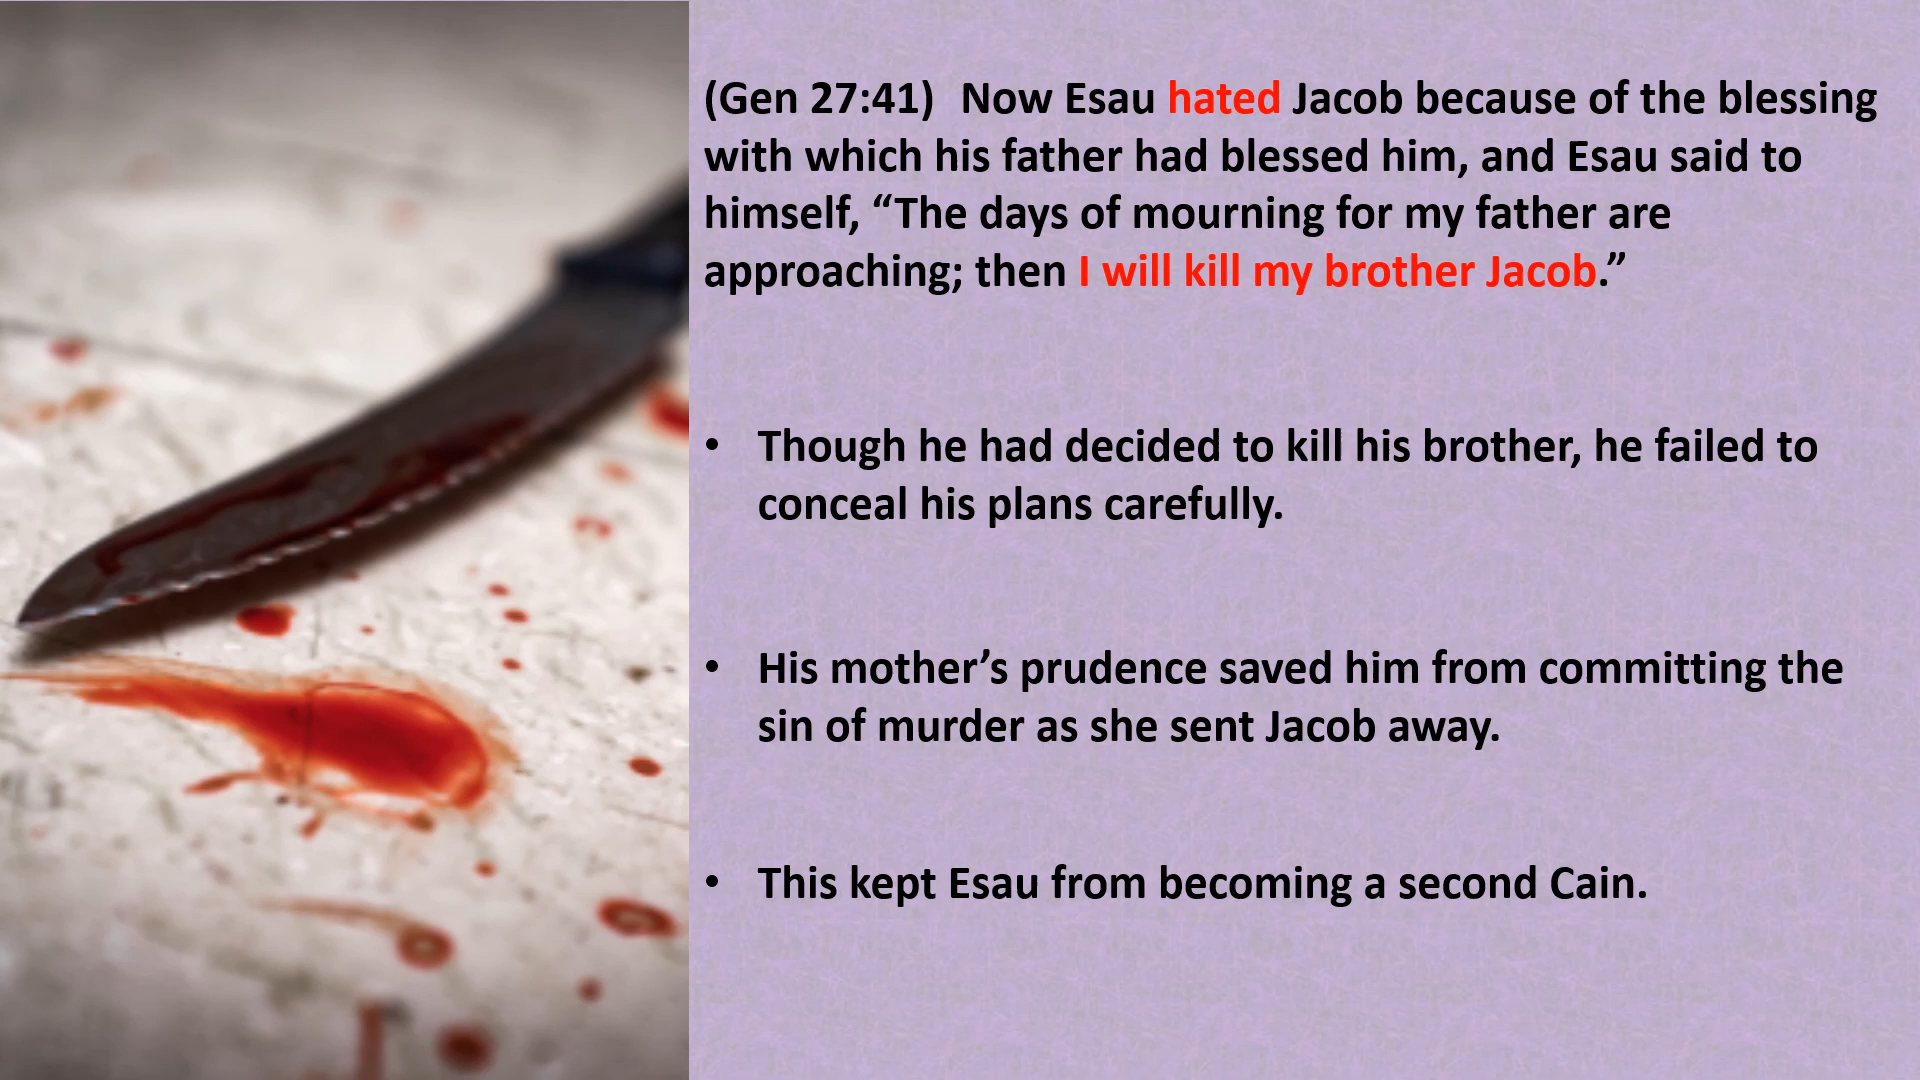 (Gen 27:41)  Now Esau hated Jacob because of the blessing
with which his father had blessed him, and Esau said to
himself, “The days of mourning for my father are
approaching; then I will kill my brother Jacob.”
• Though he had decided to kill his brother, he failed to
conceal his plans carefully.
• His mother’s prudence saved him from committing the
sin of murder as she sent Jacob away.
• This kept Esau from becoming a second Cain.